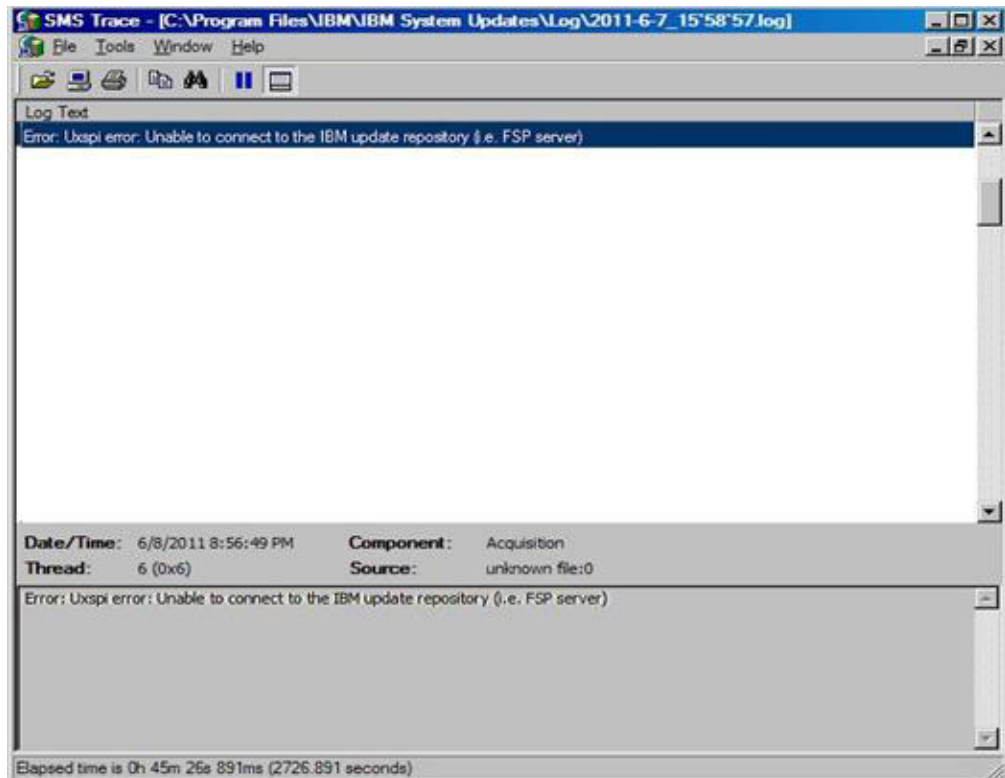 SMS Trace - [C:\Program Files\IBM\IBM System Updates\Log\2011-6-7_15`58`57.log]
File Tools Window Help
Log Text
Error: Uxspi error: Unable to connect to the IBM update repository (i.e. FSP server)
Date/Time: 6/8/2011 8:56:49 PM Component: Acquisition
Thread: 6 (0x6) Source: unknown file:0
Error: Uxspi error: Unable to connect to the IBM update repository (i.e. FSP server)
Elapsed time is 0h 45m 26s 891ms (2726.891 seconds)